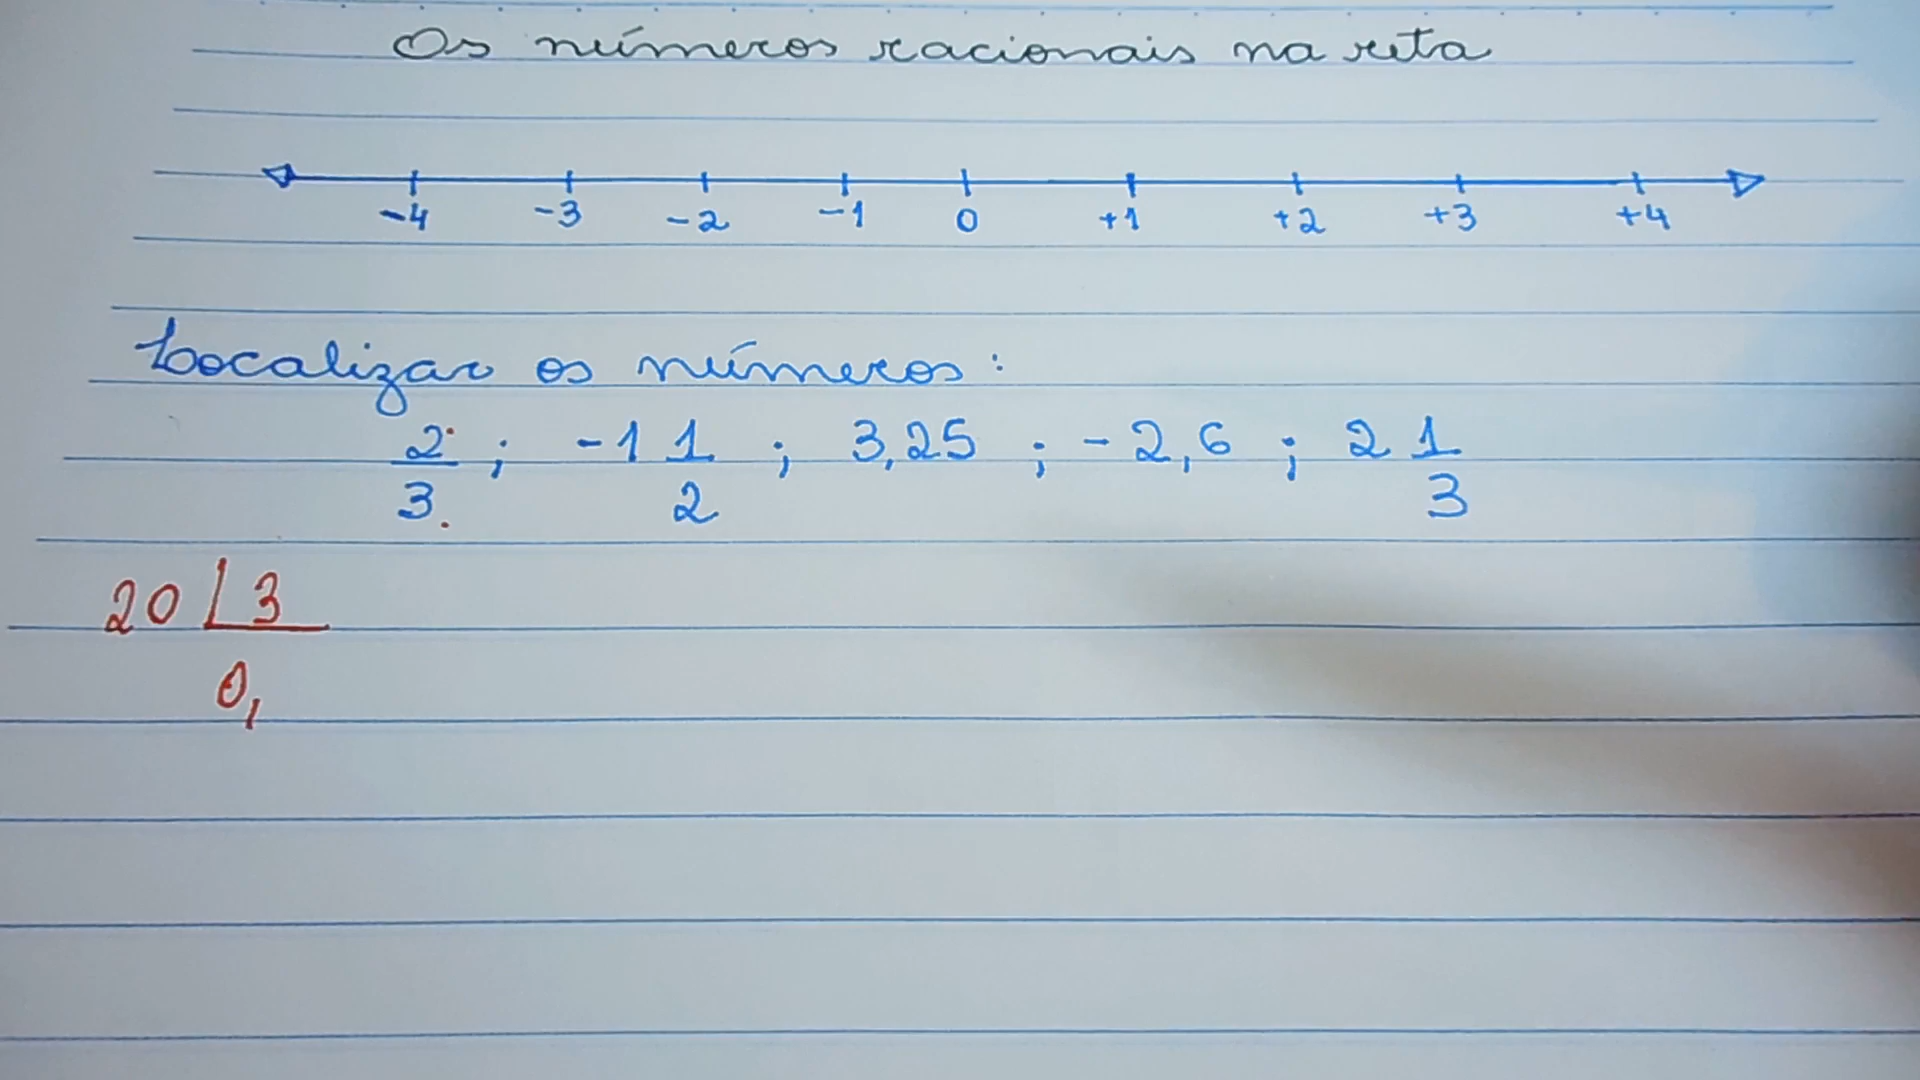 Os números racionais na reta
-4 -3 -2 -1 0 +1 +2 +3 +4
Localizar os números:
2/3 ; -1 1/2 ; 3,25 ; -2,6 ; 2 1/3
20 3
0,